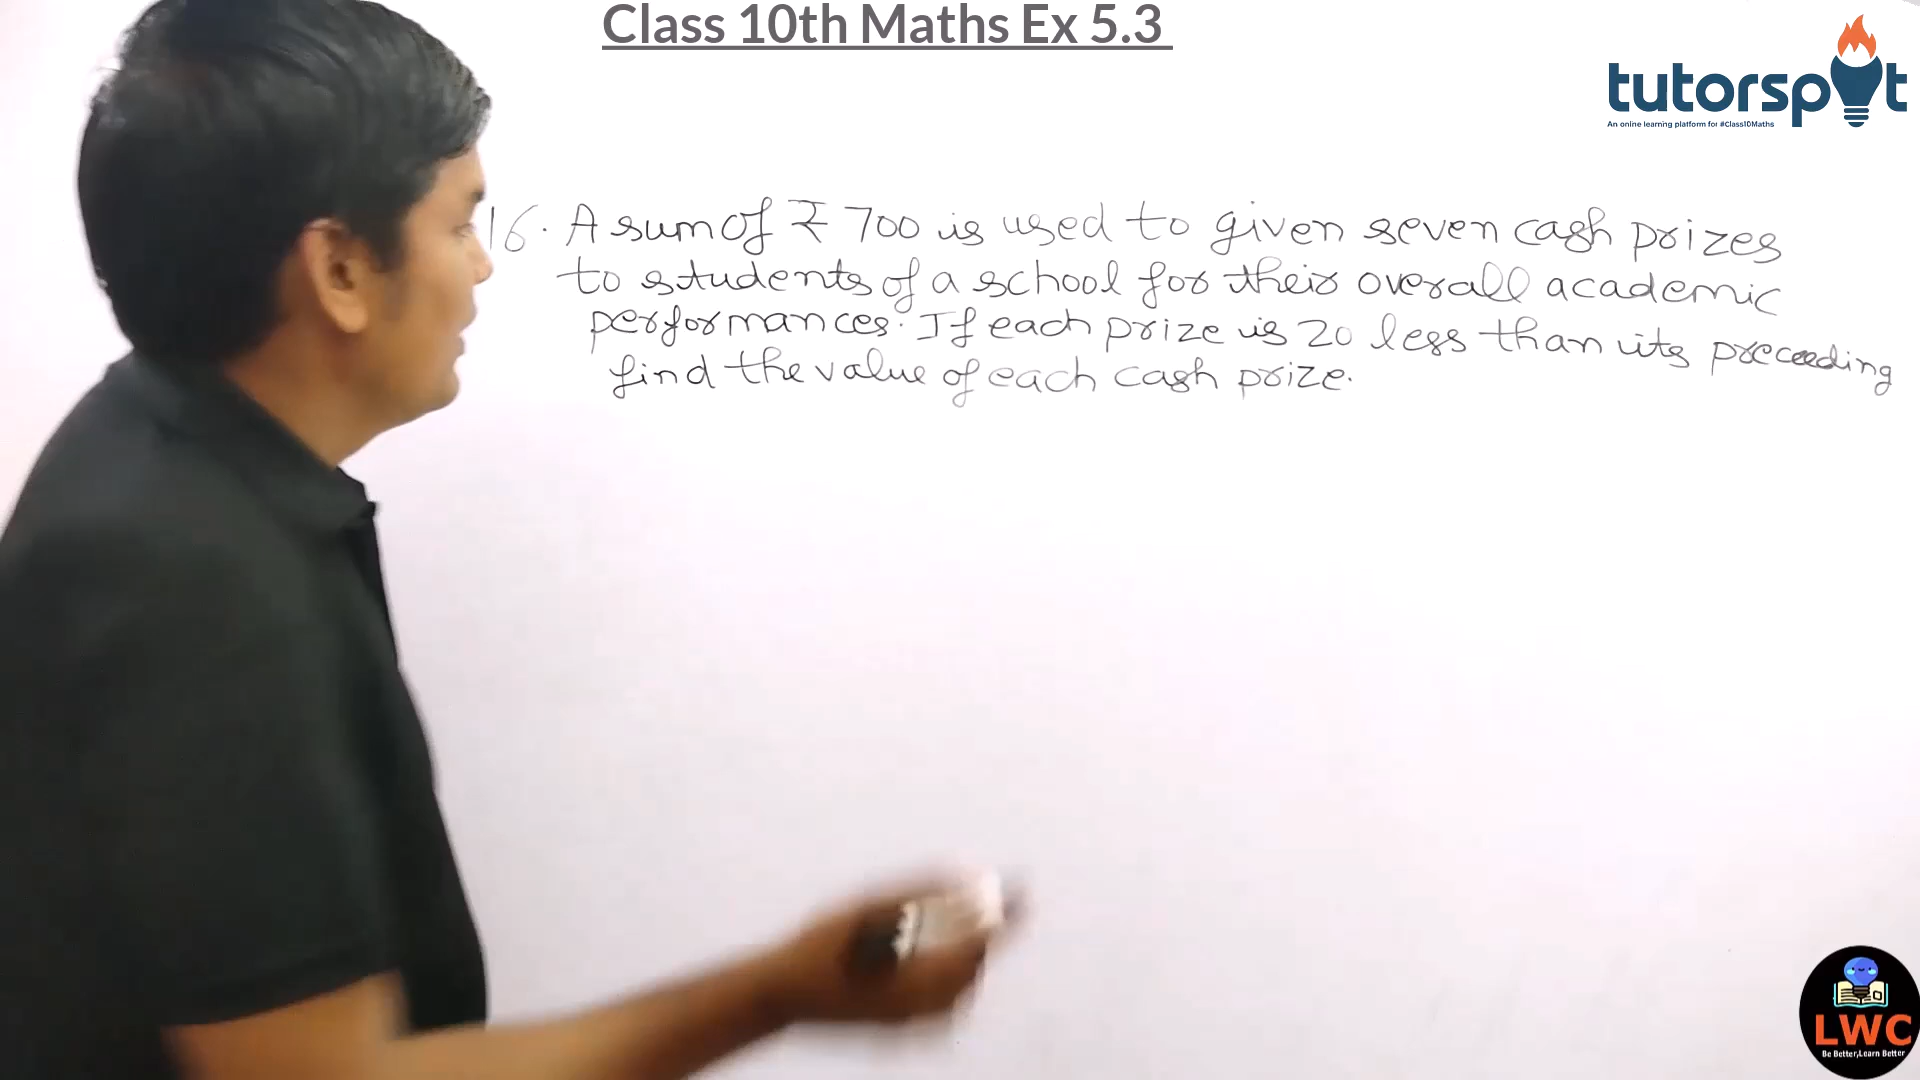 Class 10th Maths Ex 5.3
tutorspot
An online learning platform for #Class10Maths
16. A sum of ₹ 700 is used to given seven cash prizes
to students of a school for their overall academic
performances. If each prize is 20 less than its preceeding
find the value of each cash prize.
LWC
Be Better,Learn Better